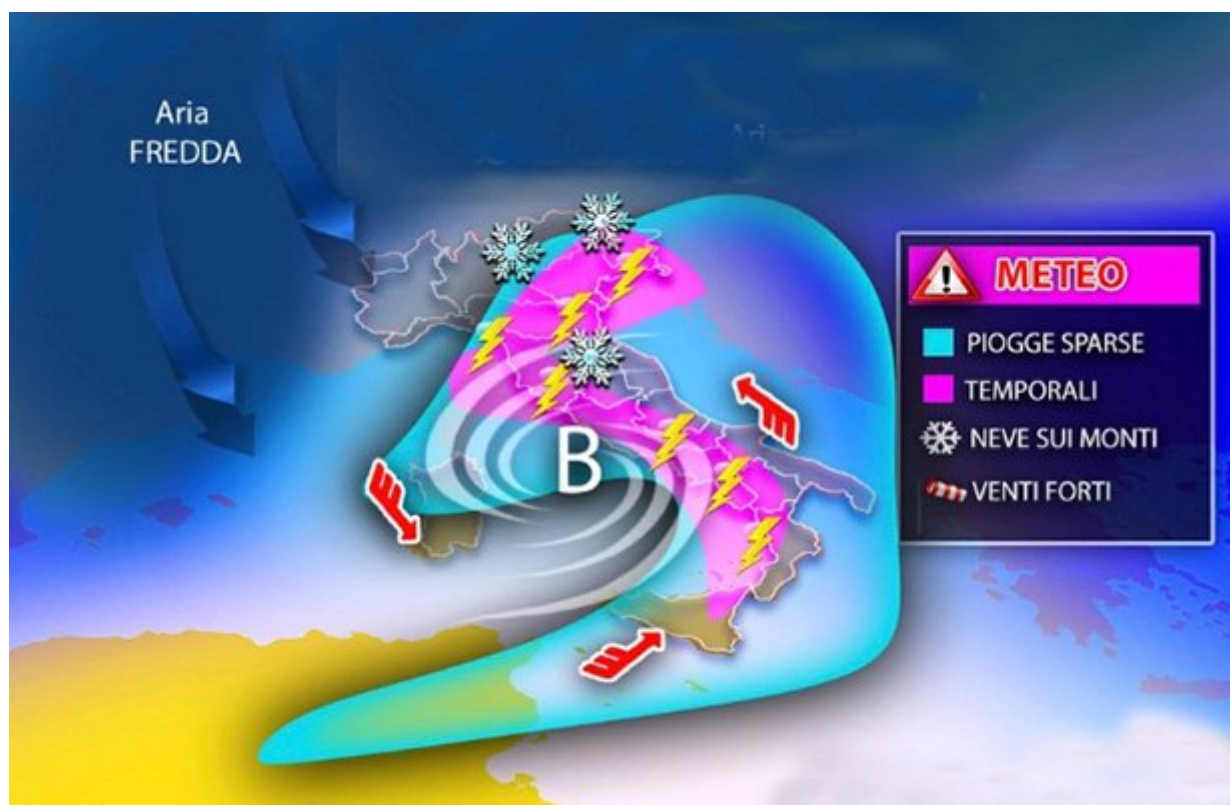 Aria
FREDDA
B
METEO
PIOGGE SPARSE
TEMPORALI
NEVE SUI MONTI
VENTI FORTI